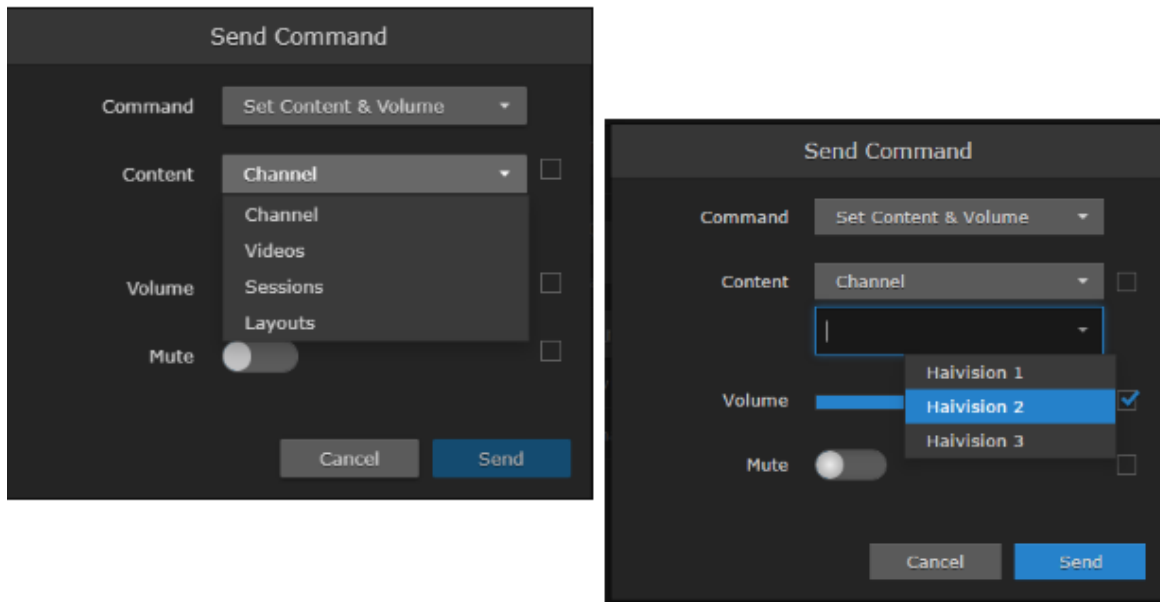 Send Command
Command Set Content & Volume
Content Channel
Channel
Videos
Volume Sessions
Layouts
Mute
Cancel Send
Send Command
Command Set Content & Volume
Content Channel
Haivision 1
Volume Haivision 2
Haivision 3
Mute
Cancel Send